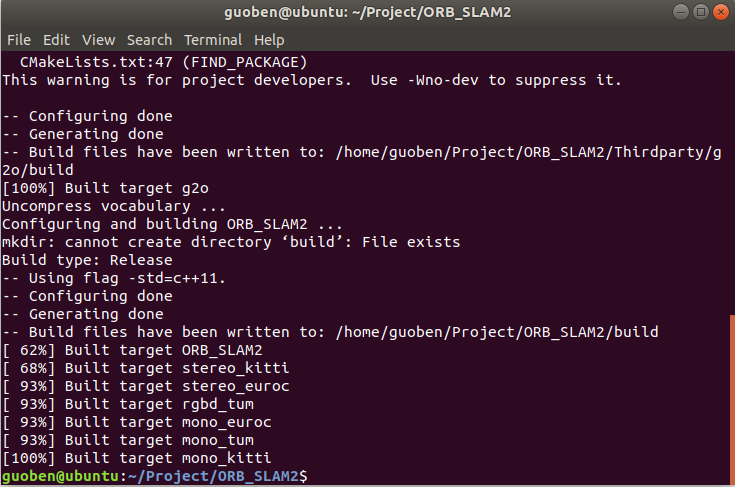 guoben@ubuntu: ~/Project/ORB_SLAM2
File Edit View Search Terminal Help
  CMakeLists.txt:47 (FIND_PACKAGE)
This warning is for project developers.  Use -Wno-dev to suppress it.

-- Configuring done
-- Generating done
-- Build files have been written to: /home/guoben/Project/ORB_SLAM2/Thirdparty/g
2o/build
[100%] Built target g2o
Uncompress vocabulary ...
Configuring and building ORB_SLAM2 ...
mkdir: cannot create directory ‘build’: File exists
Build type: Release
-- Using flag -std=c++11.
-- Configuring done
-- Generating done
-- Build files have been written to: /home/guoben/Project/ORB_SLAM2/build
[ 62%] Built target ORB_SLAM2
[ 68%] Built target stereo_kitti
[ 93%] Built target stereo_euroc
[ 93%] Built target rgbd_tum
[ 93%] Built target mono_euroc
[ 93%] Built target mono_tum
[100%] Built target mono_kitti
guoben@ubuntu:~/Project/ORB_SLAM2$